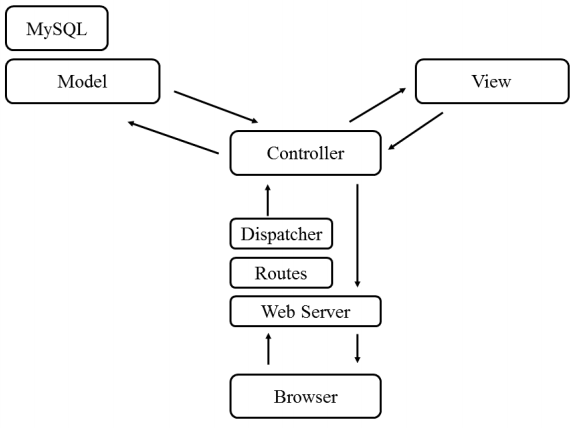 MySQL
Model
View
Controller
Dispatcher
Routes
Web Server
Browser